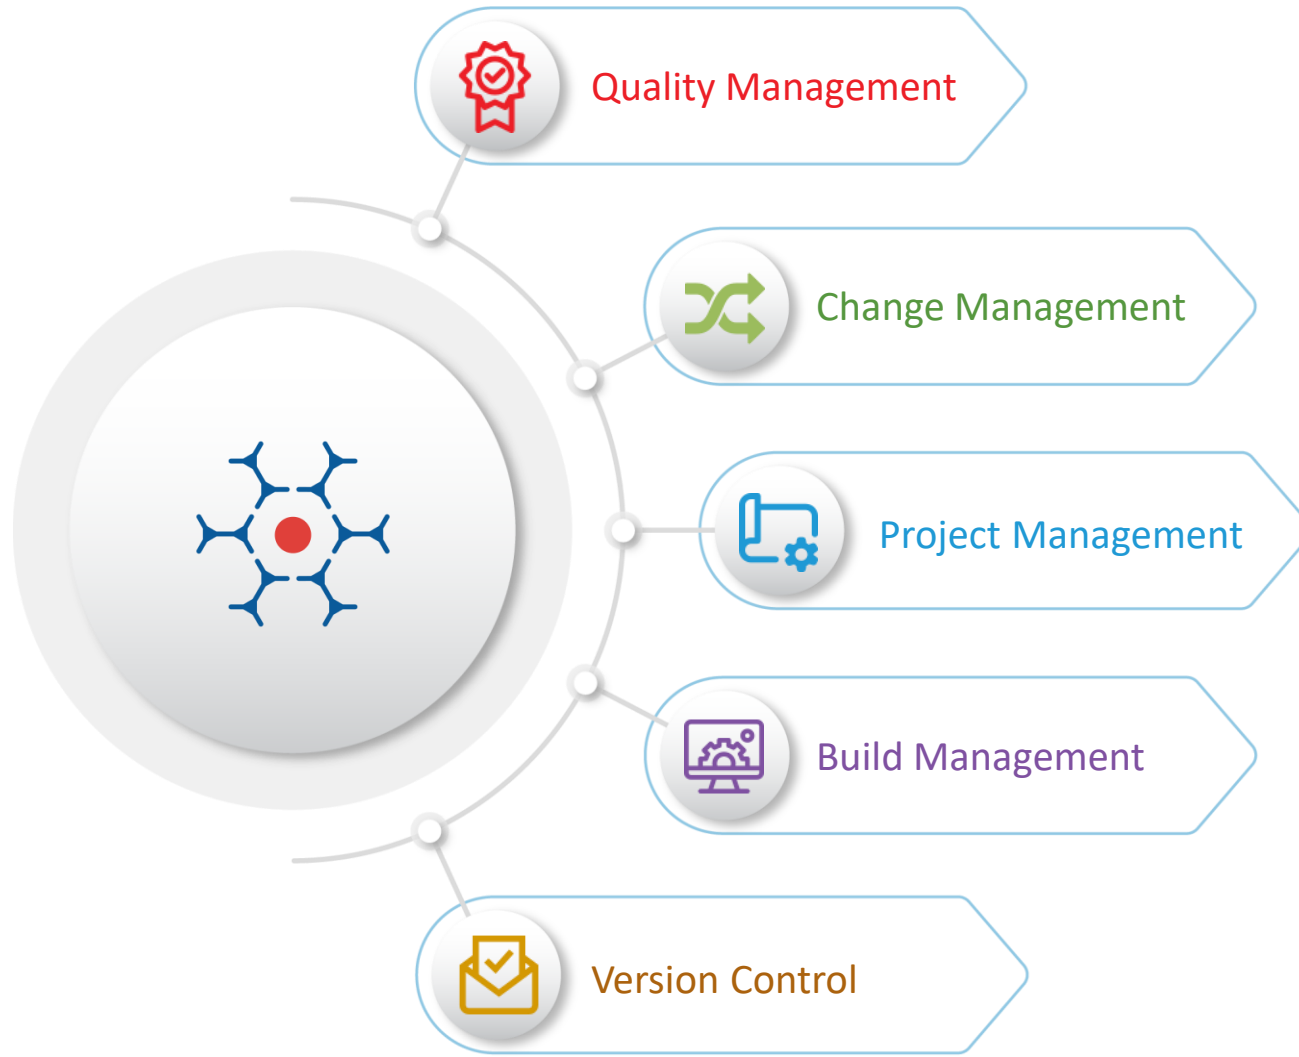 Quality Management
Change Management
Project Management
Build Management
Version Control